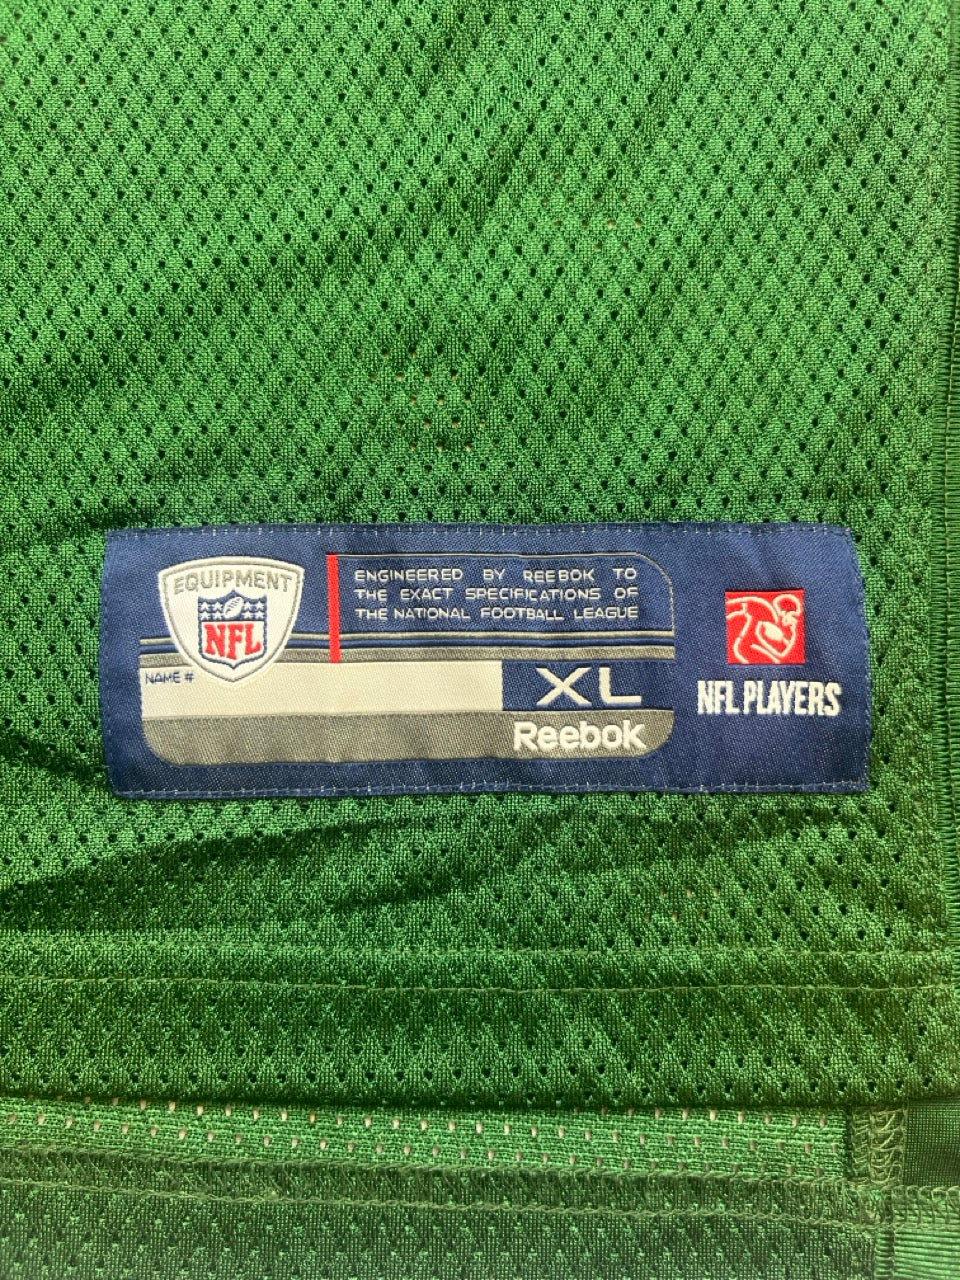 EQUIPMENT
NFL
ENGINEERED BY REEBOK TO
THE EXACT SPECIFICATIONS OF
THE NATIONAL FOOTBALL LEAGUE
NAME #
XL
Reebok
NFL PLAYERS